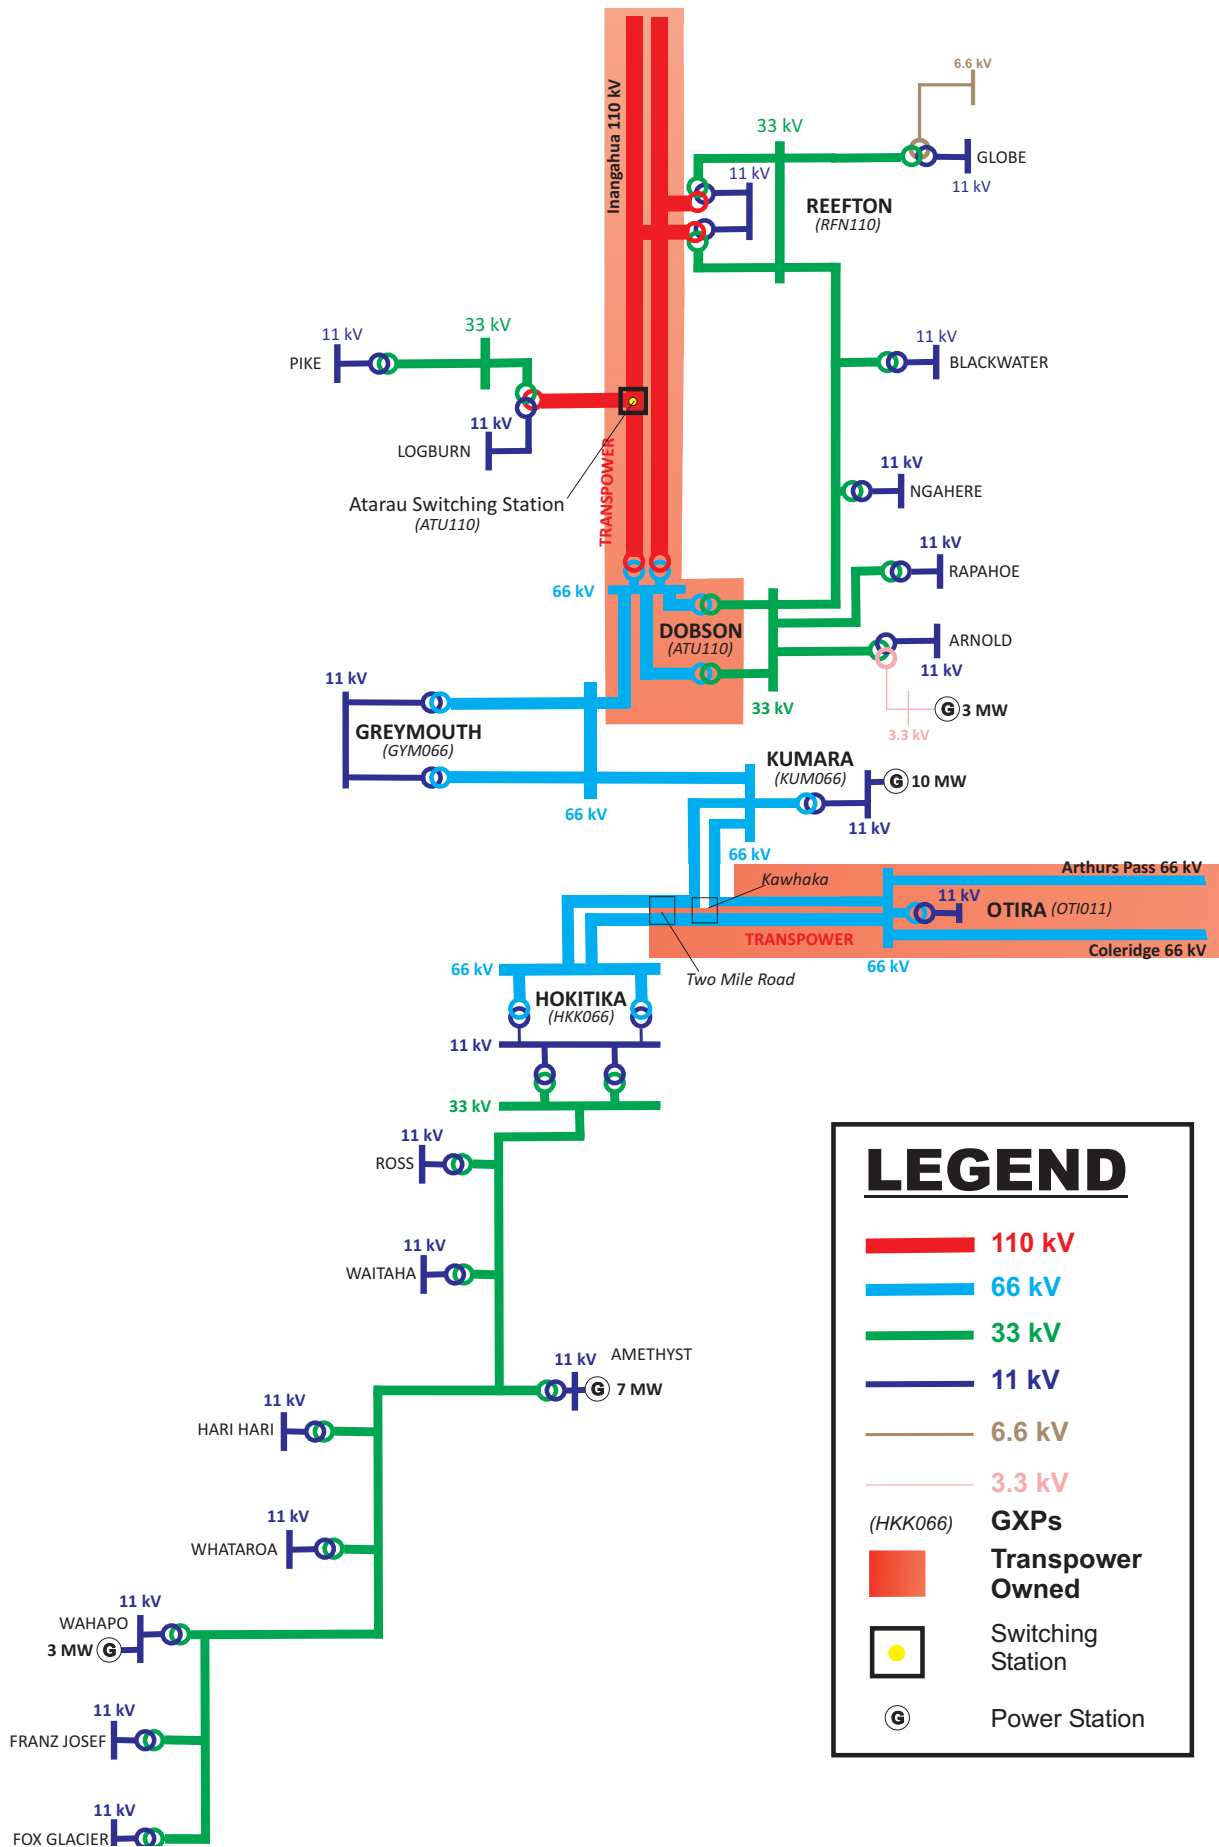 6.6 kV
Inangahua 110 kV
33 kV
GLOBE
11 kV
11 kV
REEFTON
(RFN110)
33 kV
11 kV
PIKE
11 kV
BLACKWATER
11 kV
LOGBURN
11 kV
NGAHERE
TRANSPOWER
Atarau Switching Station
(ATU110)
11 kV
RAPAHOE
66 kV
DOBSON
(ATU110)
ARNOLD
11 kV
11 kV
33 kV
G 3 MW
3.3 kV
GREYMOUTH
(GYM066)
KUMARA
(KUM066)
G 10 MW
66 kV
11 kV
66 kV
Arthurs Pass 66 kV
Kawhaka
11 kV
OTIRA (OTI011)
TRANSPOWER
Coleridge 66 kV
66 kV
66 kV
Two Mile Road
HOKITIKA
(HKK066)
11 kV
33 kV
11 kV
ROSS
11 kV
WAITAHA
11 kV
AMETHYST
G 7 MW
11 kV
HARI HARI
11 kV
WHATAROA
11 kV
WAHAPO
3 MW G
11 kV
FRANZ JOSEF
11 kV
FOX GLACIER
LEGEND
110 kV
66 kV
33 kV
11 kV
6.6 kV
3.3 kV
(HKK066) GXPs
Transpower
Owned
Switching
Station
G Power Station